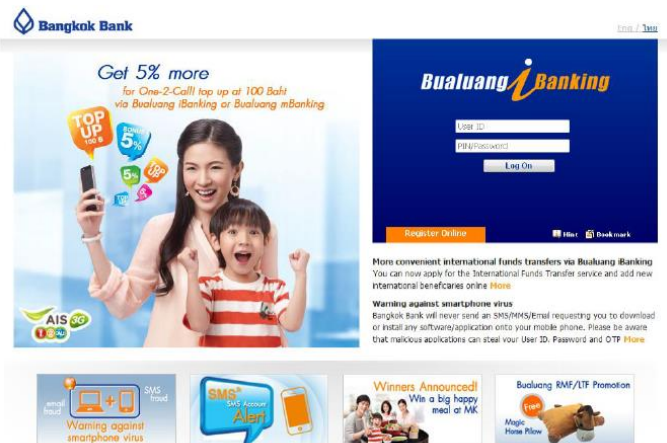 Bangkok Bank
ไทย
Get 5% more
for One-2-Call! top up at 100 Baht
via Bualuang iBanking or Bualuang mBanking
TOP
UP
100 B
BONUS
5%
5%
TOP
UP
AIS 3G
Bualuang iBanking
User ID
PIN/Password
Log On
Register Online
Hint
Bookmark
More convenient international funds transfers via Bualuang iBanking
You can now apply for the International Funds Transfer service and add new
international beneficaries online More
Warning against smartphone virus
Bangkok Bank will never send an SMS/MMS/Email requesting you to download
or install any software/application onto your mobile phone. Please be aware
that malicious applications can steal your User ID, Password and OTP More
email
fraud
SMS
fraud
Warning against
smartphone virus
SMS
SMS Account
Alert
Winners Announced!
Win a big happy
meal at MK
Bualuang RMF/LTF Promotion
Free
Magic
Horse Pillow